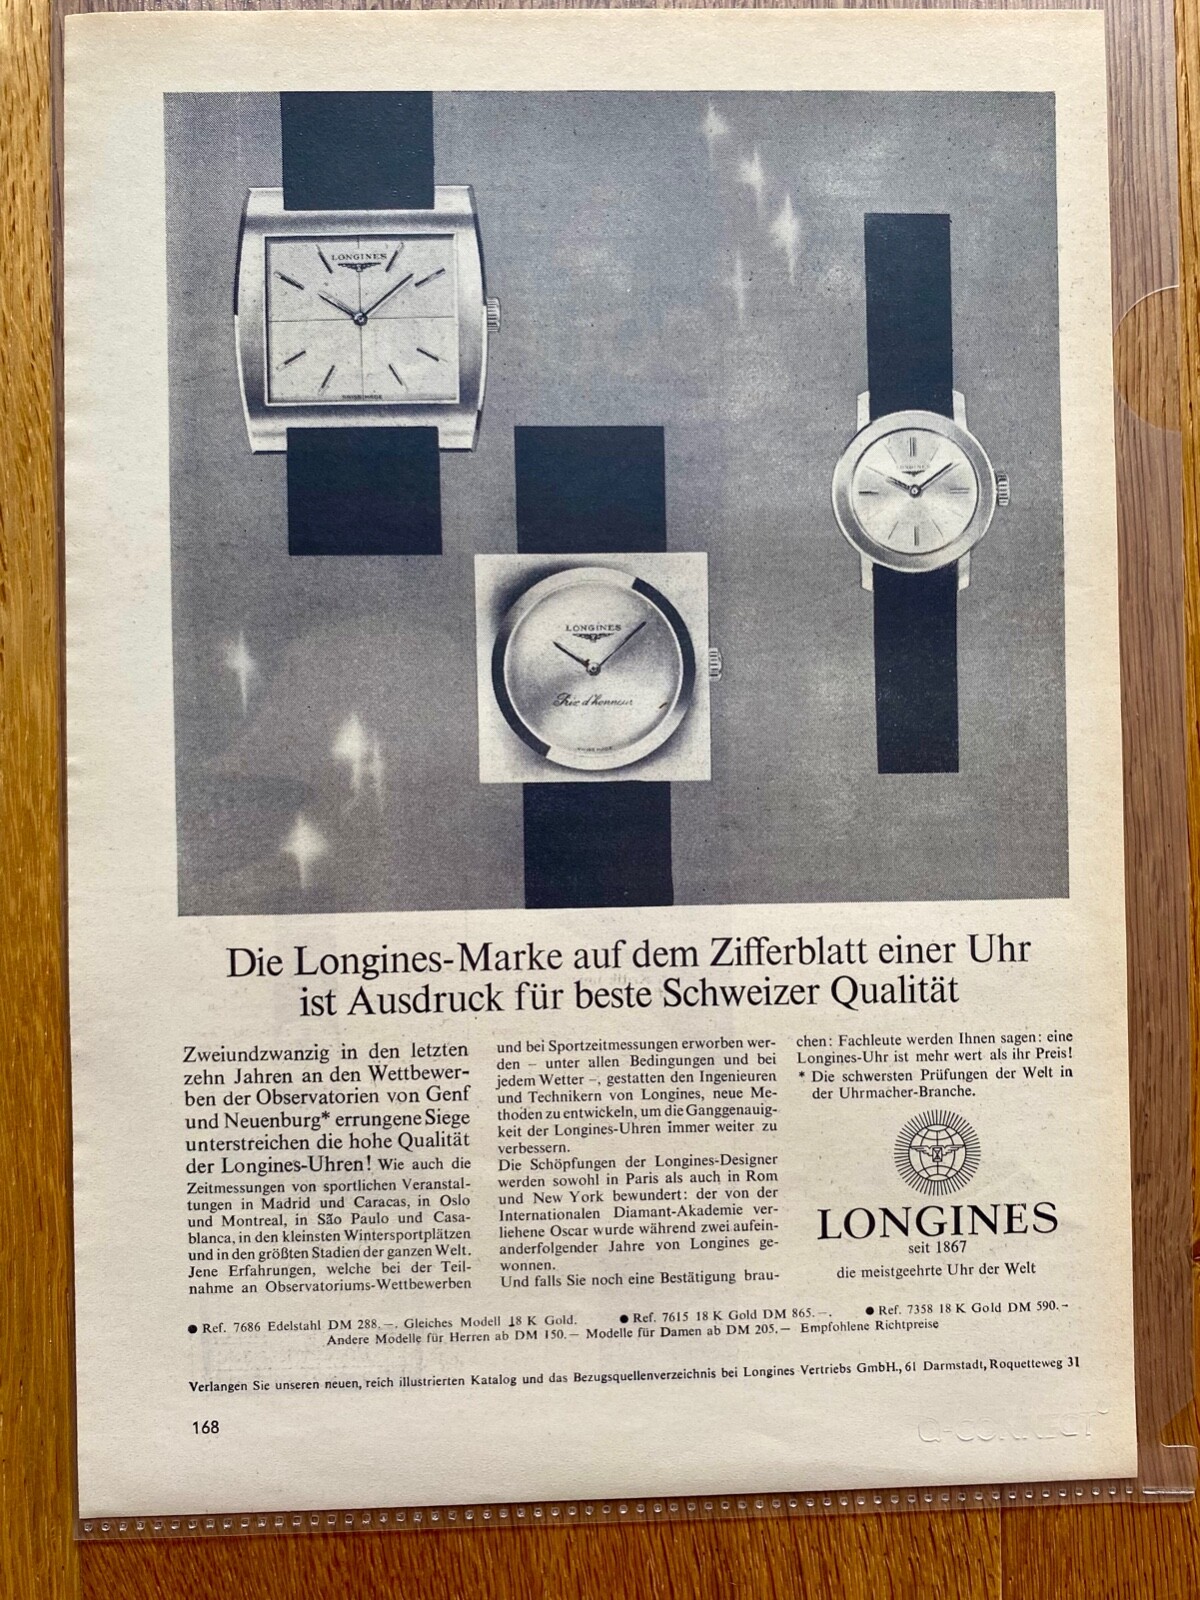 LONGINES
SWISS MADE
LONGINES
LONGINES
Prix d'honneur
SWISS MADE
Die Longines-Marke auf dem Zifferblatt einer Uhr
ist Ausdruck für beste Schweizer Qualität
Zweiundzwanzig in den letzten
zehn Jahren an den Wettbewer-
ben der Observatorien von Genf
und Neuenburg* errungene Siege
unterstreichen die hohe Qualität
der Longines-Uhren! Wie auch die
Zeitmessungen von sportlichen Veranstal-
tungen in Madrid und Caracas, in Oslo
und Montreal, in São Paulo und Casa-
blanca, in den kleinsten Wintersportplätzen
und in den größten Stadien der ganzen Welt.
Jene Erfahrungen, welche bei der Teil-
nahme an Observatoriums-Wettbewerben
und bei Sportzeitmessungen erworben wer-
den – unter allen Bedingungen und bei
jedem Wetter –, gestatten den Ingenieuren
und Technikern von Longines, neue Me-
thoden zu entwickeln, um die Ganggenauig-
keit der Longines-Uhren immer weiter zu
verbessern.
Die Schöpfungen der Longines-Designer
werden sowohl in Paris als auch in Rom
und New York bewundert: der von der
Internationalen Diamant-Akademie ver-
liehene Oscar wurde während zwei aufein-
anderfolgender Jahre von Longines ge-
wonnen.
Und falls Sie noch eine Bestätigung brau-
chen: Fachleute werden Ihnen sagen: eine
Longines-Uhr ist mehr wert als ihr Preis!
* Die schwersten Prüfungen der Welt in
der Uhrmacher-Branche.
LONGINES
seit 1867
die meistgeehrte Uhr der Welt
● Ref. 7686 Edelstahl DM 288.–. Gleiches Modell 18 K Gold. ● Ref. 7615 18 K Gold DM 865.–. ● Ref. 7358 18 K Gold DM 590.–
Andere Modelle für Herren ab DM 150.– Modelle für Damen ab DM 205.– Empfohlene Richtpreise
Verlangen Sie unseren neuen, reich illustrierten Katalog und das Bezugsquellenverzeichnis bei Longines Vertriebs GmbH., 61 Darmstadt, Roquetteweg 31
168
Q-CONNECT